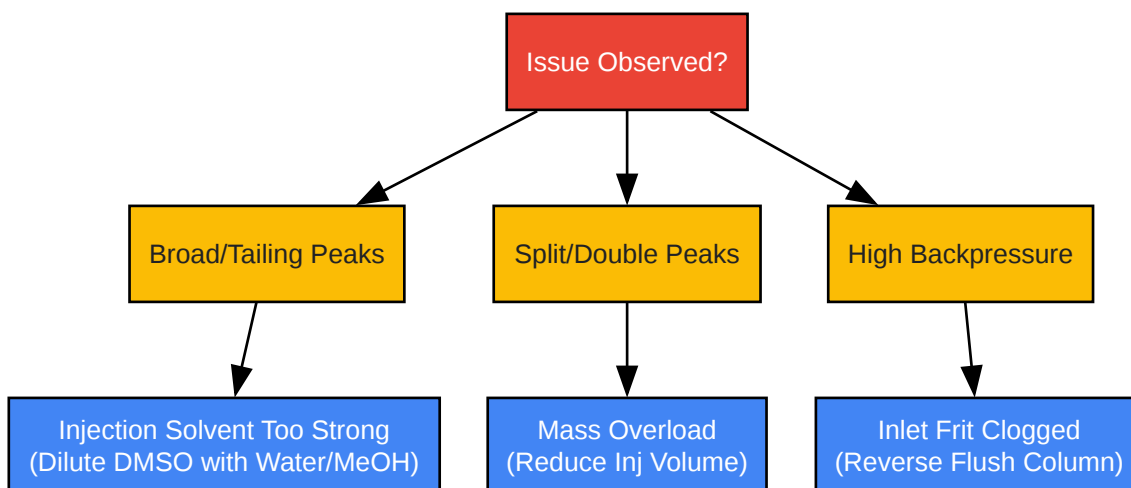 Issue Observed?
Broad/Tailing Peaks
Split/Double Peaks
High Backpressure
Injection Solvent Too Strong
(Dilute DMSO with Water/MeOH)
Mass Overload
(Reduce Inj Volume)
Inlet Frit Clogged
(Reverse Flush Column)